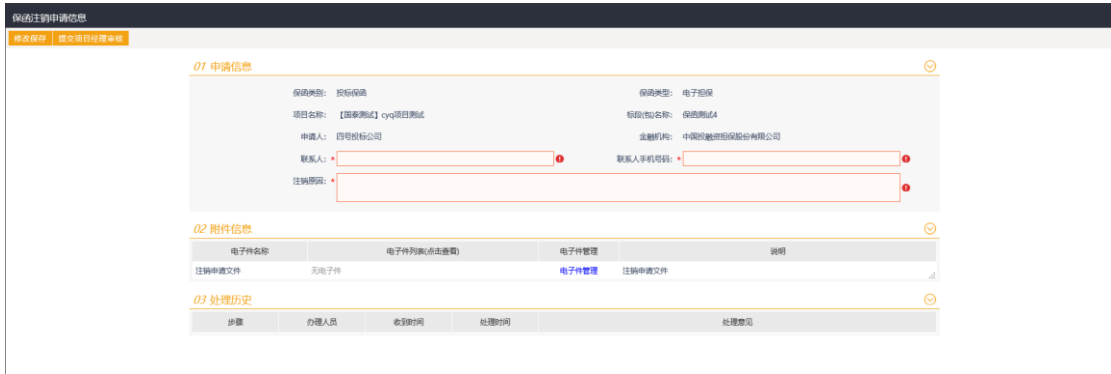 保函注销申请信息
修改保存 提交项目经理审核
01 申请信息
保函类别: 投标保函 保函类型: 电子担保
项目名称: 【国泰测试】cyq项目测试 标段(包)名称: 保函测试4
申请人: 四号投标公司 金融机构: 中国投融资担保股份有限公司
联系人: * 联系人手机号码: *
注销原因: *
02 附件信息
电子件名称 电子件列表(点击查看) 电子件管理 说明
注销申请文件 无电子件 电子件管理 注销申请文件
03 处理历史
步骤 办理人员 收到时间 处理时间 处理意见